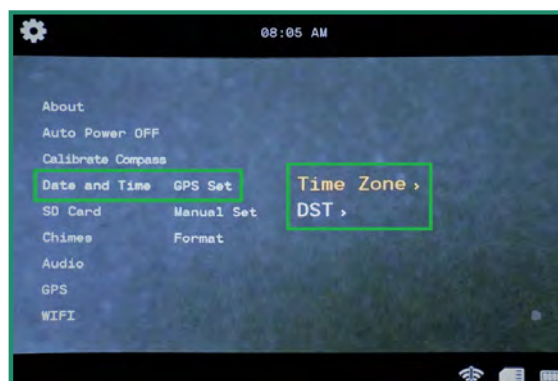 08:05 AM
About
Auto Power OFF
Calibrate Compass
Date and Time GPS Set Time Zone ›
SD Card Manual Set DST ›
Chimes Format
Audio
GPS
WIFI